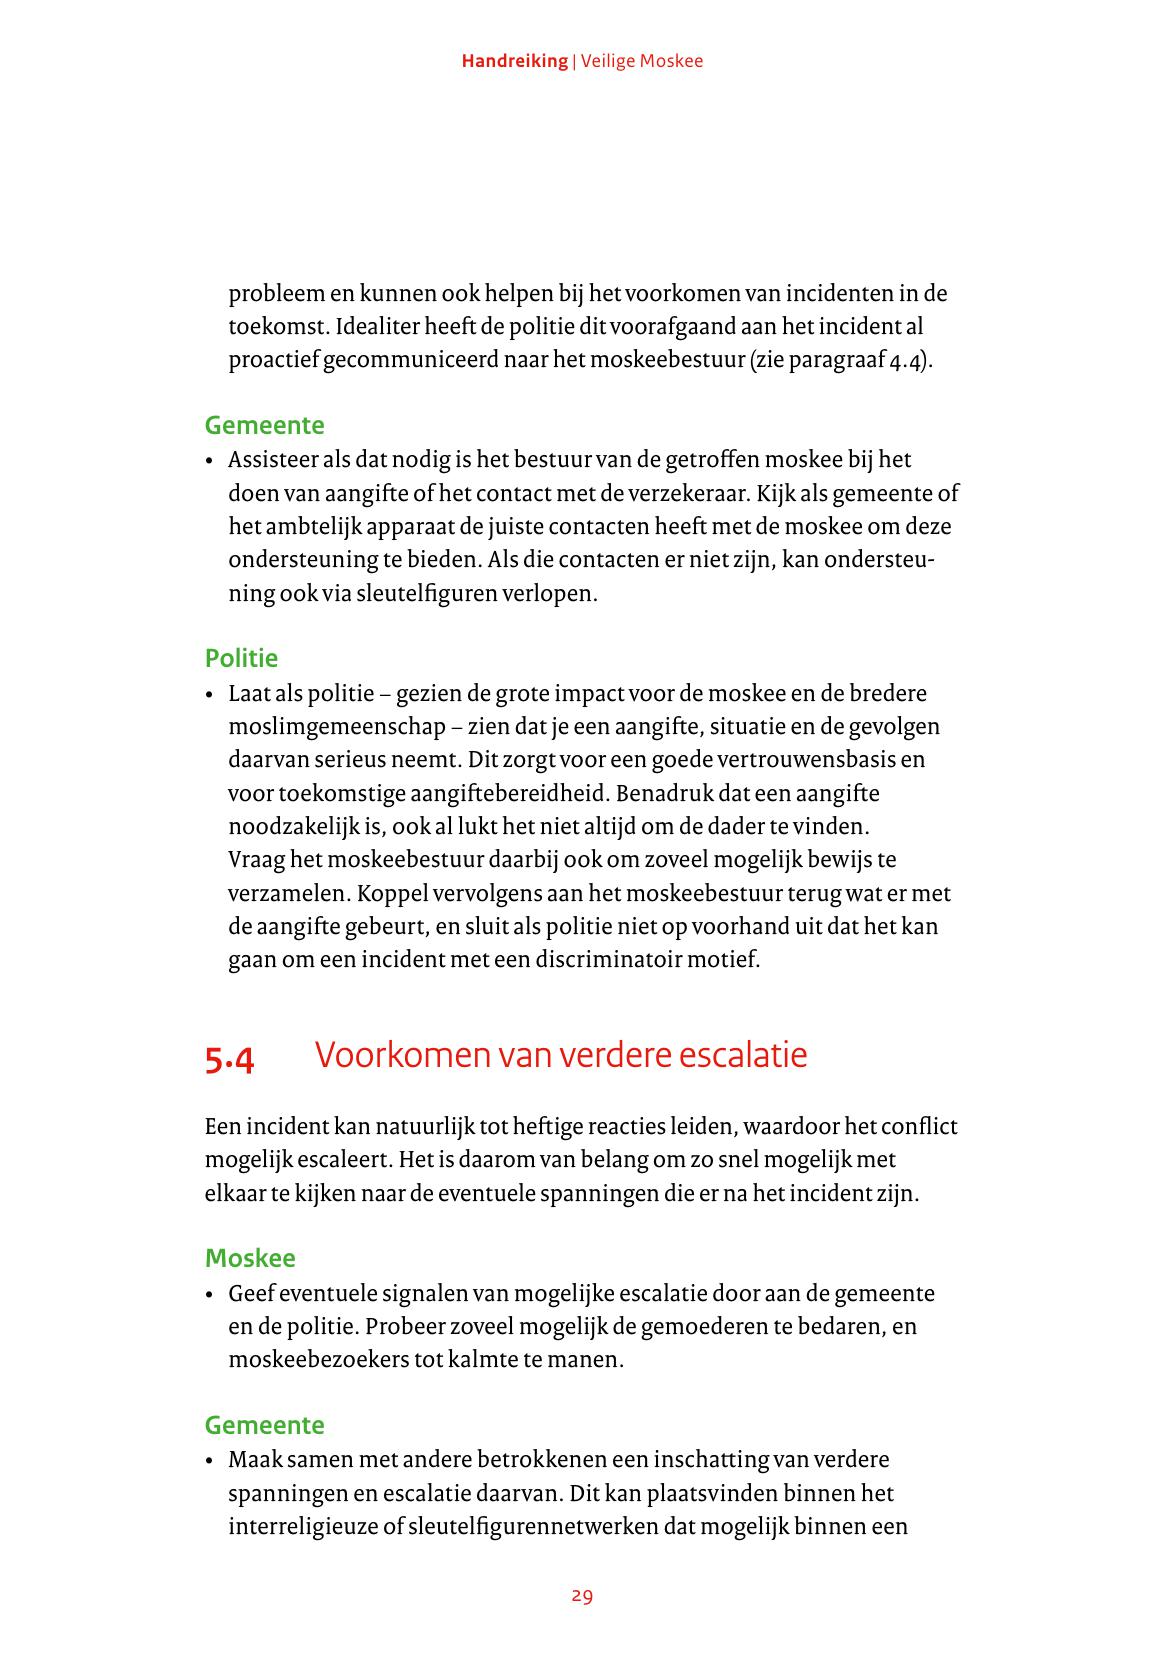 Handreiking | Veilige Moskee
probleem en kunnen ook helpen bij het voorkomen van incidenten in de
toekomst. Idealiter heeft de politie dit voorafgaand aan het incident al
proactief gecommuniceerd naar het moskeebestuur (zie paragraaf 4.4).
Gemeente
• Assisteer als dat nodig is het bestuur van de getroffen moskee bij het
doen van aangifte of het contact met de verzekeraar. Kijk als gemeente of
het ambtelijk apparaat de juiste contacten heeft met de moskee om deze
ondersteuning te bieden. Als die contacten er niet zijn, kan ondersteu-
ning ook via sleutelfiguren verlopen.
Politie
• Laat als politie – gezien de grote impact voor de moskee en de bredere
moslimgemeenschap – zien dat je een aangifte, situatie en de gevolgen
daarvan serieus neemt. Dit zorgt voor een goede vertrouwensbasis en
voor toekomstige aangiftebereidheid. Benadruk dat een aangifte
noodzakelijk is, ook al lukt het niet altijd om de dader te vinden.
Vraag het moskeebestuur daarbij ook om zoveel mogelijk bewijs te
verzamelen. Koppel vervolgens aan het moskeebestuur terug wat er met
de aangifte gebeurt, en sluit als politie niet op voorhand uit dat het kan
gaan om een incident met een discriminatoir motief.
5.4 Voorkomen van verdere escalatie
Een incident kan natuurlijk tot heftige reacties leiden, waardoor het conflict
mogelijk escaleert. Het is daarom van belang om zo snel mogelijk met
elkaar te kijken naar de eventuele spanningen die er na het incident zijn.
Moskee
• Geef eventuele signalen van mogelijke escalatie door aan de gemeente
en de politie. Probeer zoveel mogelijk de gemoederen te bedaren, en
moskeebezoekers tot kalmte te manen.
Gemeente
• Maak samen met andere betrokkenen een inschatting van verdere
spanningen en escalatie daarvan. Dit kan plaatsvinden binnen het
interreligieuze of sleutelfigurennetwerken dat mogelijk binnen een
29